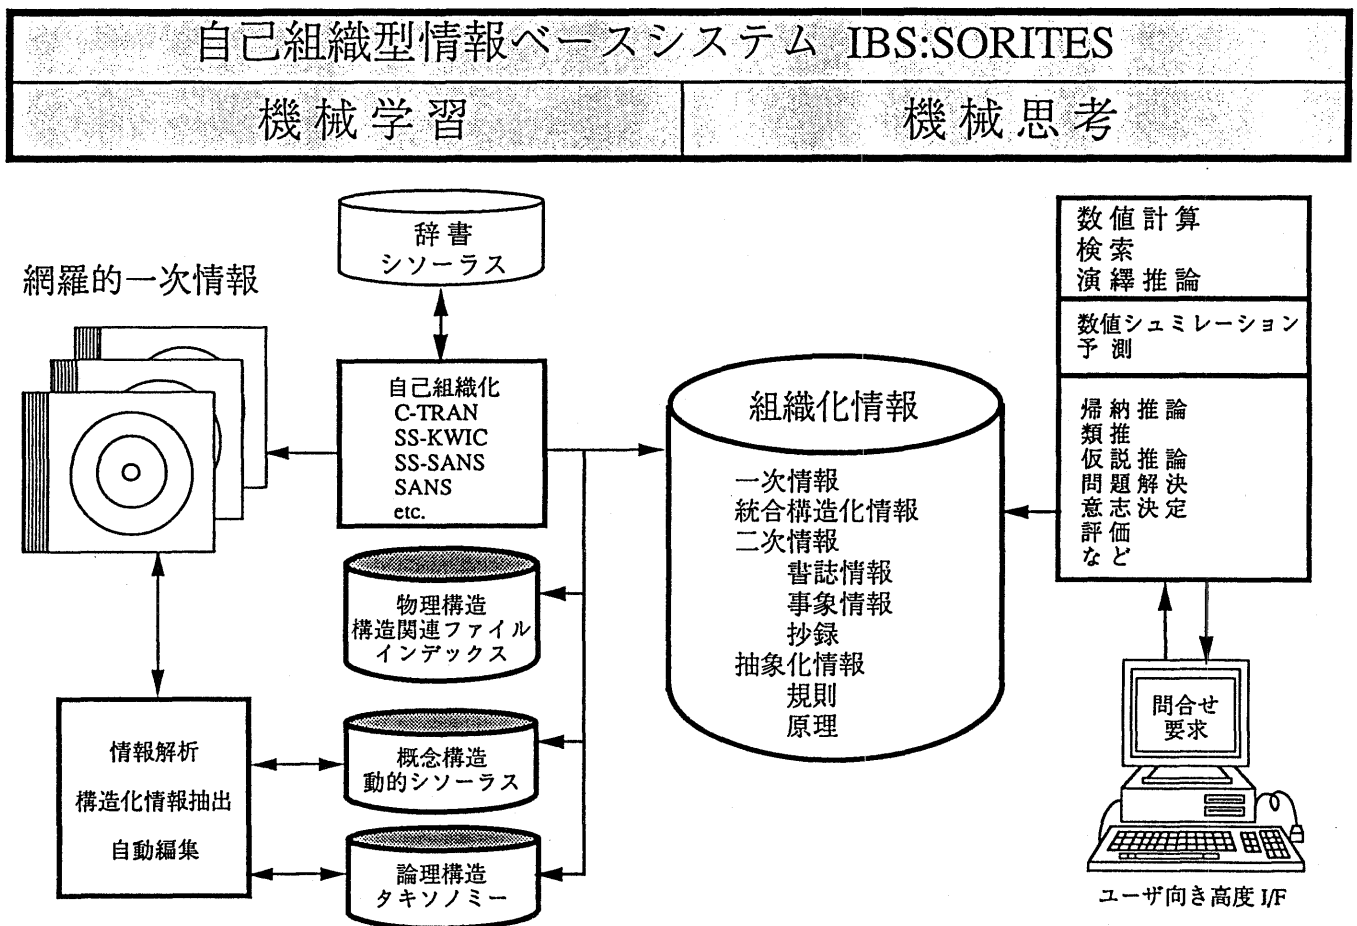 自己組織型情報ベースシステム IBS:SORITES
機械学習
機械思考
網羅的一次情報
辞書
シソーラス
自己組織化
C-TRAN
SS-KWIC
SS-SANS
SANS
etc.
物理構造
構造関連ファイル
インデックス
概念構造
動的シソーラス
論理構造
タキソノミー
情報解析
構造化情報抽出
自動編集
組織化情報
一次情報
統合構造化情報
二次情報
書誌情報
事象情報
抄録
抽象化情報
規則
原理
数値計算
検索
演繹推論
数値シュミレーション
予測
帰納推論
類推
仮説推論
問題解決
意志決定
評価
など
問合せ
要求
ユーザ向き高度 I/F